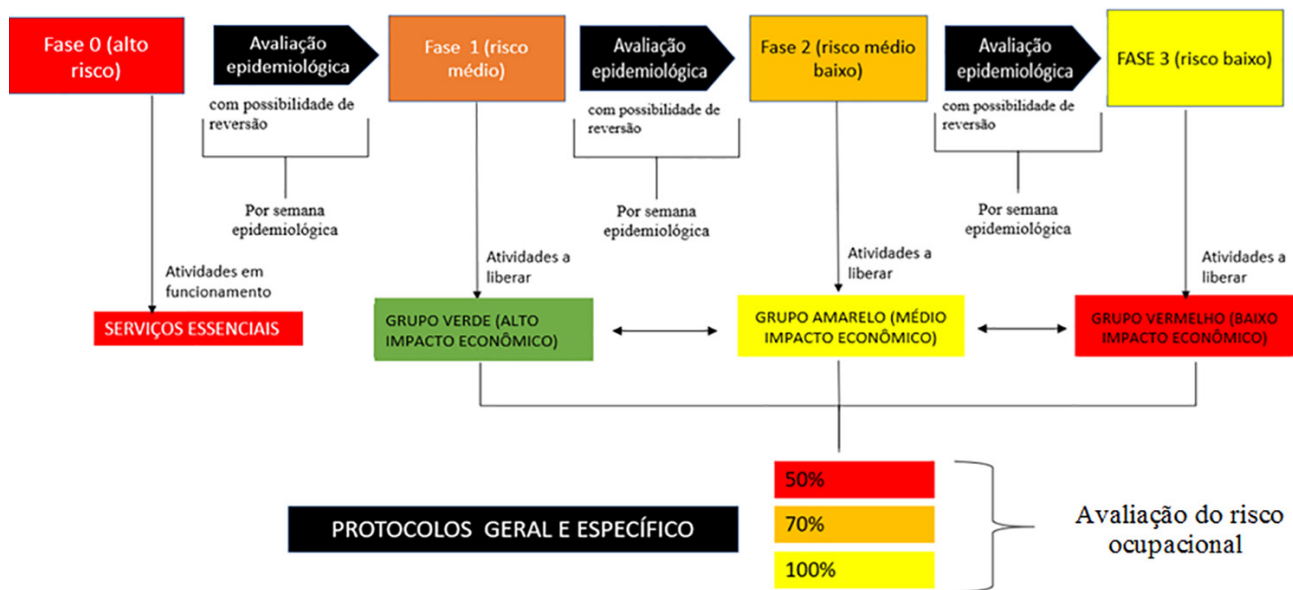 Fase 0 (alto
risco)
Avaliação
epidemiológica
Fase 1 (risco
médio)
Avaliação
epidemiológica
Fase 2 (risco médio
baixo)
Avaliação
epidemiológica
FASE 3 (risco baixo)
com possibilidade de
reversão
com possibilidade de
reversão
com possibilidade de
reversão
Por semana
epidemiológica
Por semana
epidemiológica
Por semana
epidemiológica
Atividades em
funcionamento
Atividades a
liberar
Atividades a
liberar
Atividades a
liberar
SERVIÇOS ESSENCIAIS
GRUPO VERDE (ALTO
IMPACTO ECONÔMICO)
GRUPO AMARELO (MÉDIO
IMPACTO ECONÔMICO)
GRUPO VERMELHO (BAIXO
IMPACTO ECONÔMICO)
PROTOCOLOS GERAL E ESPECÍFICO
50%
70%
100%
Avaliação do risco
ocupacional